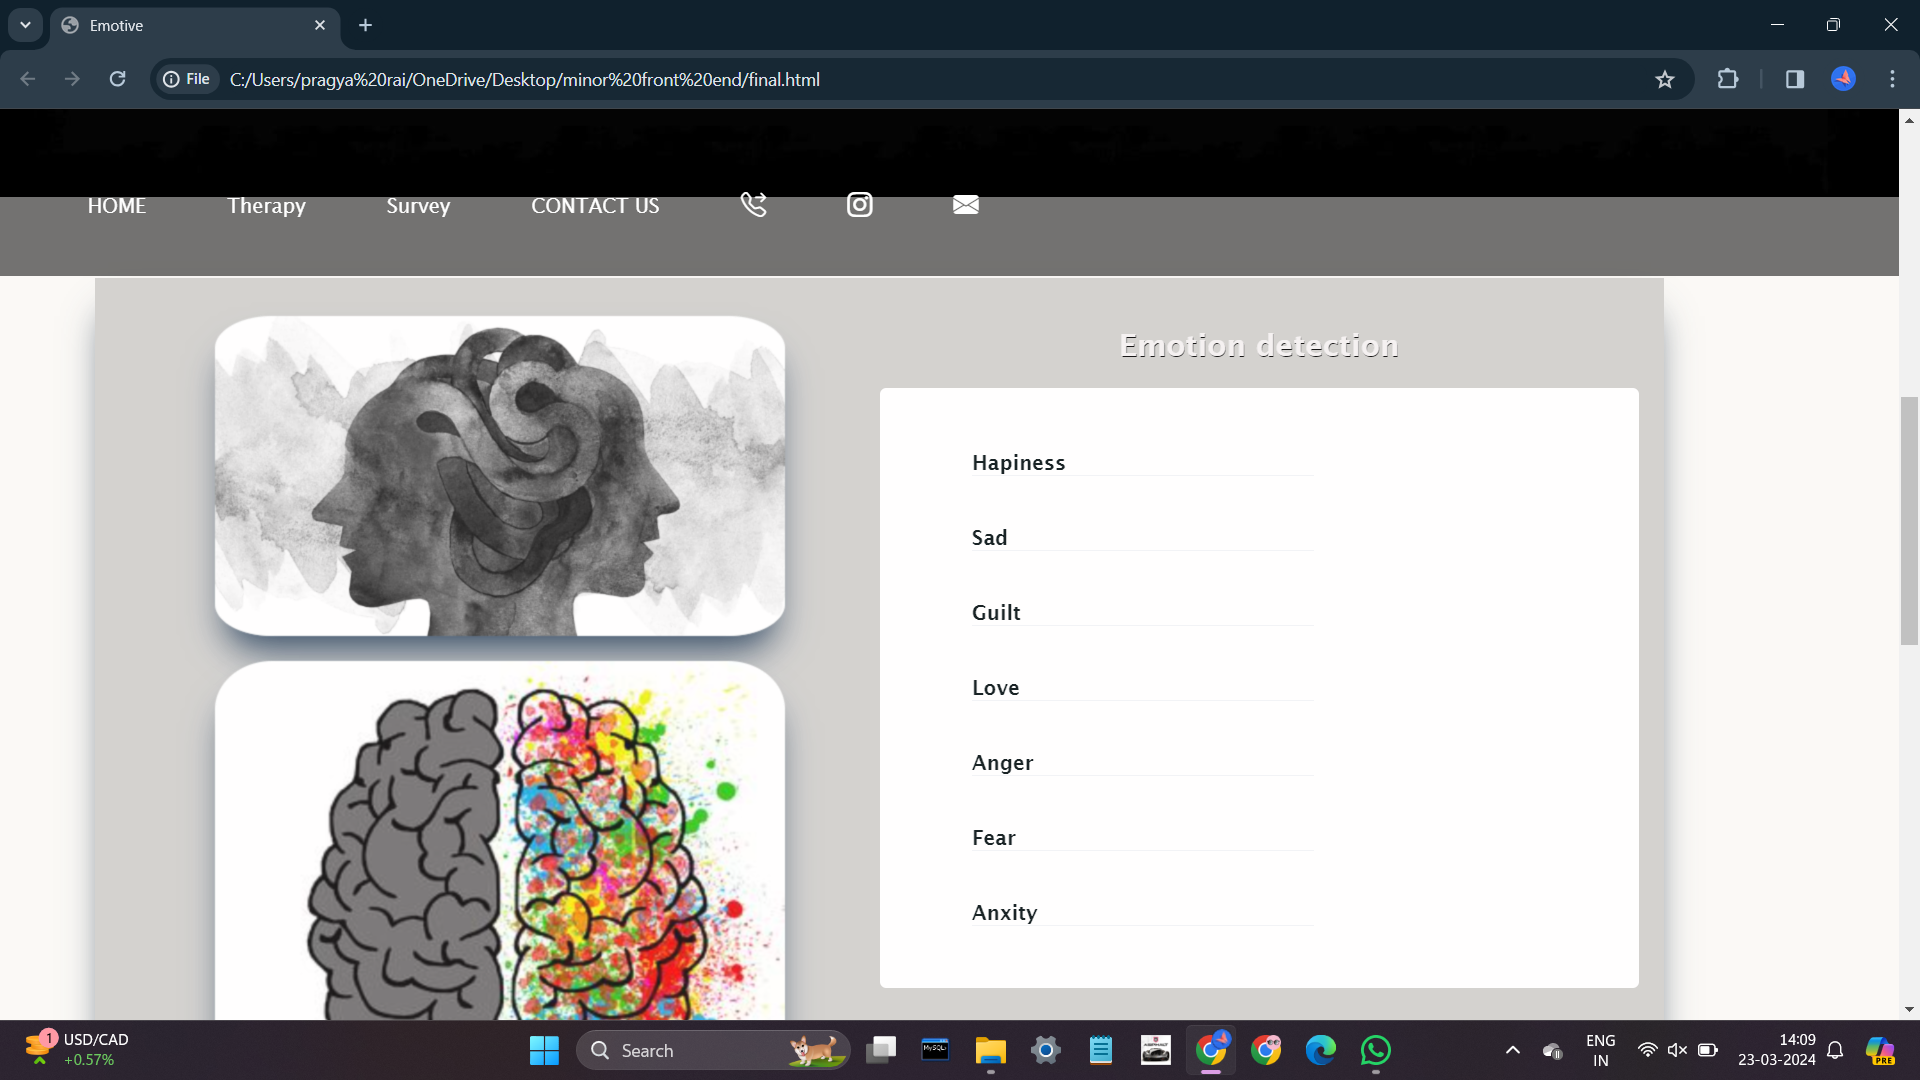 Emotive
File C:/Users/pragya%20rai/OneDrive/Desktop/minor%20front%20end/final.html
HOME Therapy Survey CONTACT US
Emotion detection
Hapiness
Sad
Guilt
Love
Anger
Fear
Anxity
1 USD/CAD
+0.57%
Search
MySQL
ENG
IN
14:09
23-03-2024
PRE